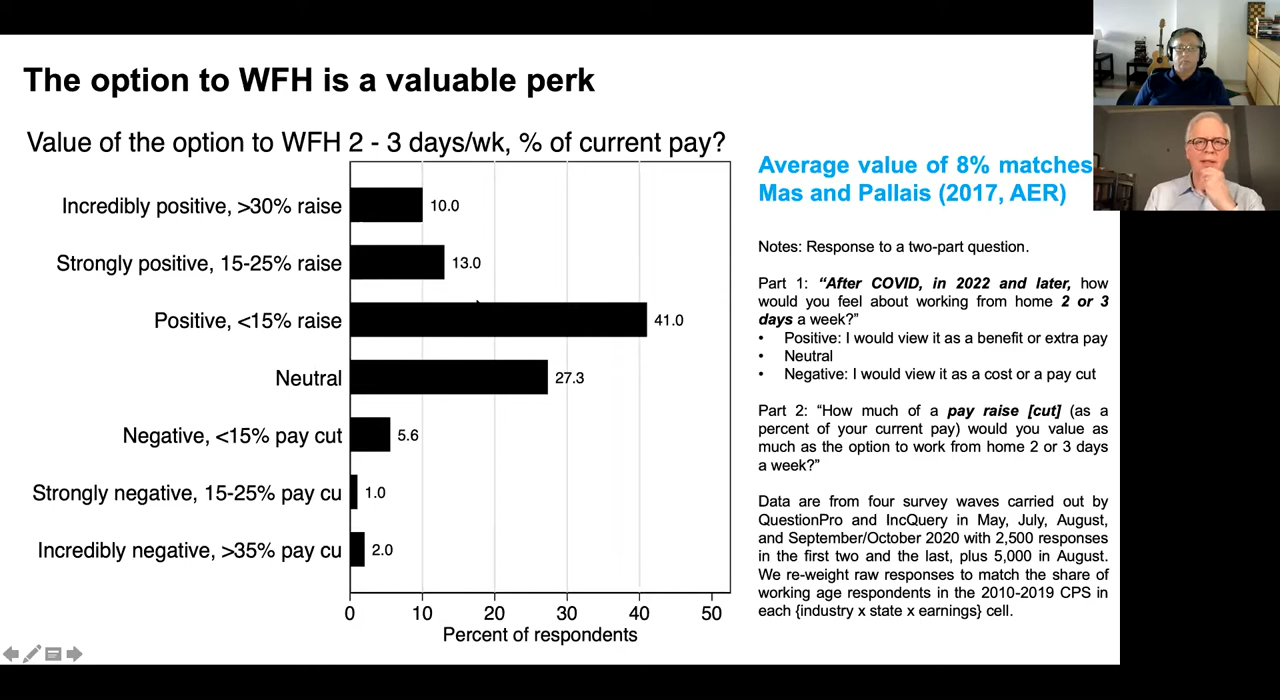 The option to WFH is a valuable perk
Value of the option to WFH 2 - 3 days/wk, % of current pay?
Incredibly positive, >30% raise
10.0
Strongly positive, 15-25% raise
13.0
Positive, <15% raise
41.0
Neutral
27.3
Negative, <15% pay cut
5.6
Strongly negative, 15-25% pay cu
1.0
Incredibly negative, >35% pay cu
2.0
0 10 20 30 40 50
Percent of respondents
Average value of 8% matches
Mas and Pallais (2017, AER)
Notes: Response to a two-part question.
Part 1: “After COVID, in 2022 and later, how
would you feel about working from home 2 or 3
days a week?”
• Positive: I would view it as a benefit or extra pay
• Neutral
• Negative: I would view it as a cost or a pay cut
Part 2: “How much of a pay raise [cut] (as a
percent of your current pay) would you value as
much as the option to work from home 2 or 3 days
a week?”
Data are from four survey waves carried out by
QuestionPro and IncQuery in May, July, August,
and September/October 2020 with 2,500 responses
in the first two and the last, plus 5,000 in August.
We re-weight raw responses to match the share of
working age respondents in the 2010-2019 CPS in
each {industry x state x earnings} cell.